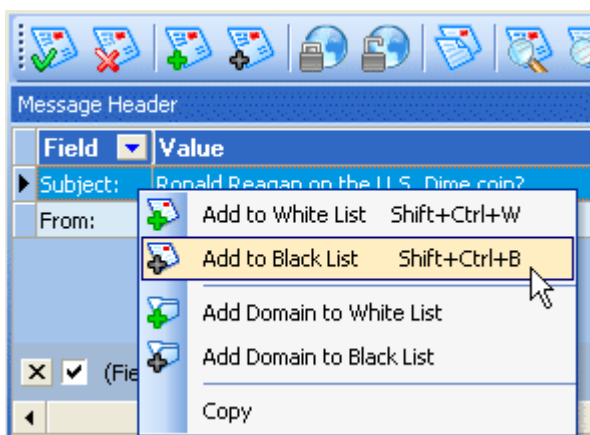 Message Header
Field Value
Subject: Ronald Reagan on the U.S. Dime coin?
From:
Add to White List Shift+Ctrl+W
Add to Black List Shift+Ctrl+B
Add Domain to White List
Add Domain to Black List
(Fie
Copy